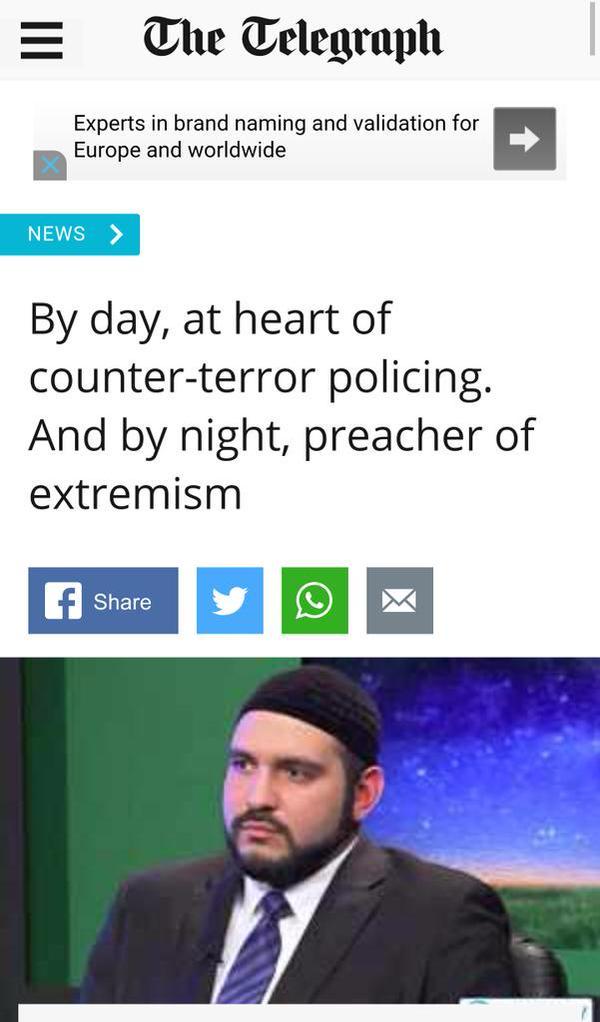 The Telegraph
Experts in brand naming and validation for
Europe and worldwide
NEWS
By day, at heart of
counter-terror policing.
And by night, preacher of
extremism
Share